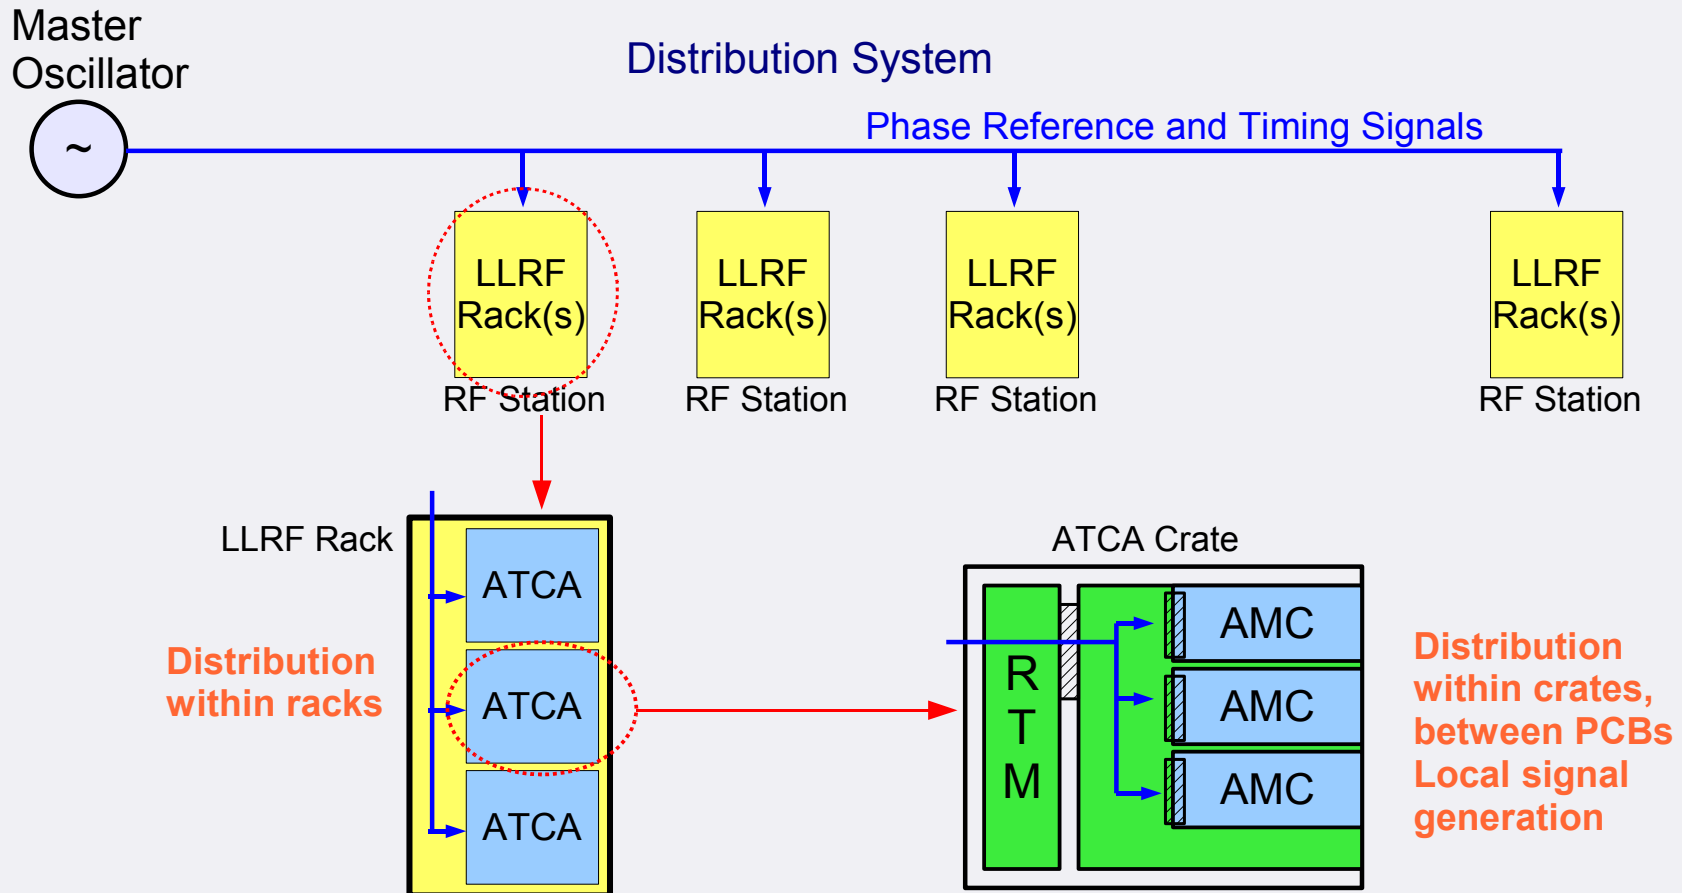 Master
Oscillator
Distribution System
~
Phase Reference and Timing Signals
LLRF
Rack(s)
LLRF
Rack(s)
LLRF
Rack(s)
LLRF
Rack(s)
RF Station
RF Station
RF Station
RF Station
LLRF Rack
ATCA
ATCA
ATCA
Distribution
within racks
ATCA Crate
R
T
M
AMC
AMC
AMC
Distribution
within crates,
between PCBs
Local signal
generation